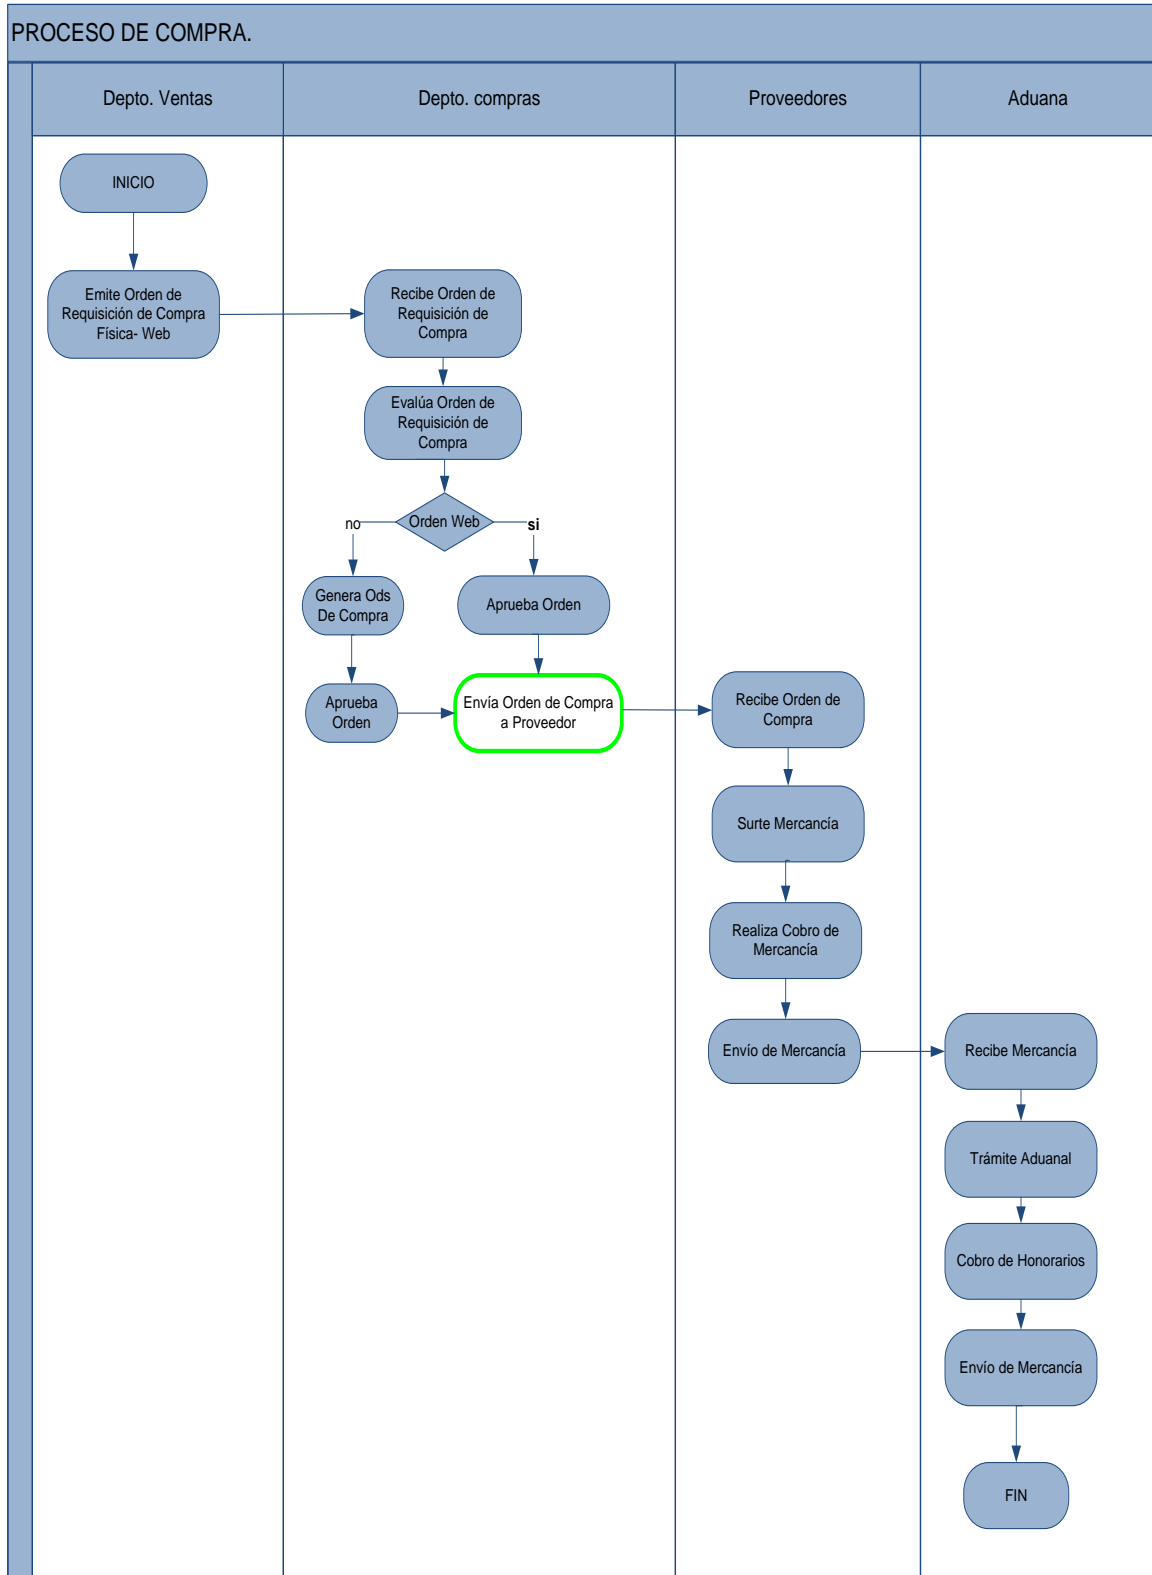 PROCESO DE COMPRA.
Depto. Ventas
Depto. compras
Proveedores
Aduana
INICIO
Emite Orden de
Requisición de Compra
Física- Web
Recibe Orden de
Requisición de
Compra
Evalúa Orden de
Requisición de
Compra
Orden Web
no
si
Genera Ods
De Compra
Aprueba Orden
Aprueba
Orden
Envía Orden de Compra
a Proveedor
Recibe Orden de
Compra
Surte Mercancía
Realiza Cobro de
Mercancía
Envío de Mercancía
Recibe Mercancía
Trámite Aduanal
Cobro de Honorarios
Envío de Mercancía
FIN